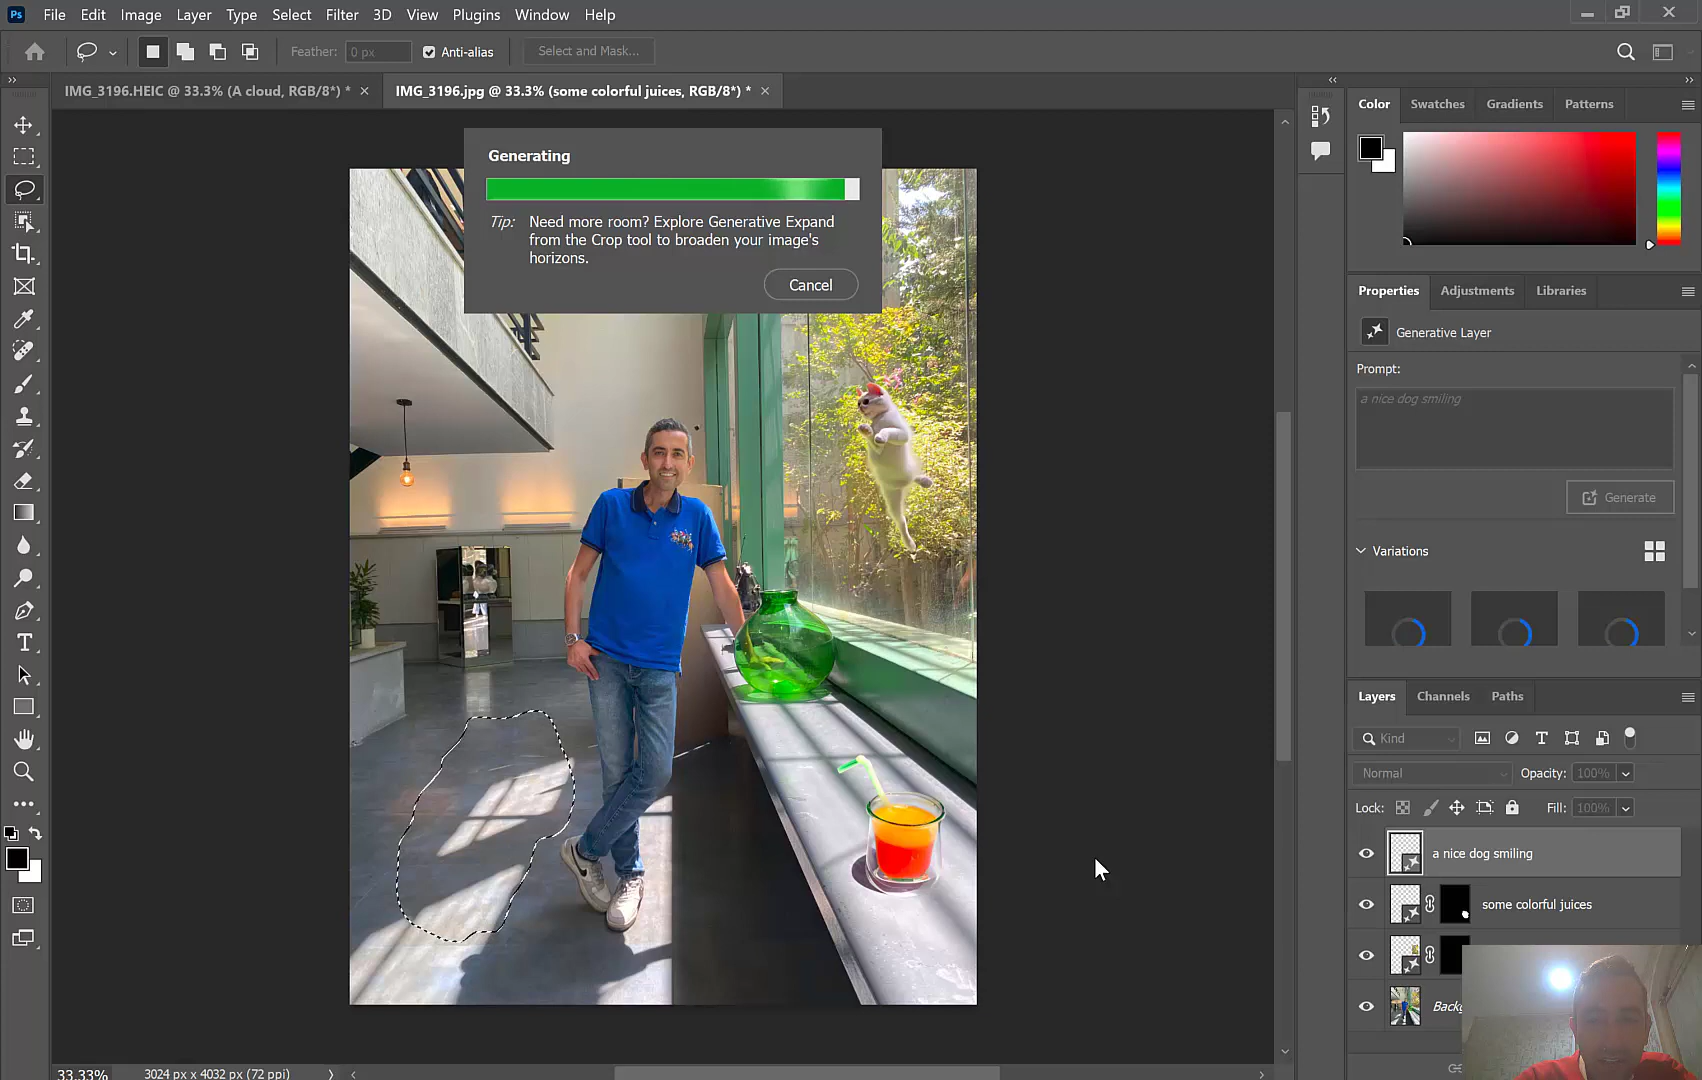 Ps File Edit Image Layer Type Select Filter 3D View Plugins Window Help
Feather: 0 px Anti-alias Select and Mask...
IMG_3196.HEIC @ 33.3% (A cloud, RGB/8*) * ×
IMG_3196.jpg @ 33.3% (some colorful juices, RGB/8*) * ×
Generating
Tip: Need more room? Explore Generative Expand
from the Crop tool to broaden your image's
horizons.
Cancel
Color Swatches Gradients Patterns
Properties Adjustments Libraries
Generative Layer
Prompt:
a nice dog smiling
Generate
Variations
Layers Channels Paths
Kind
Normal Opacity: 100%
Lock: Fill: 100%
a nice dog smiling
some colorful juices
33.33% 3024 px x 4032 px (72 ppi)